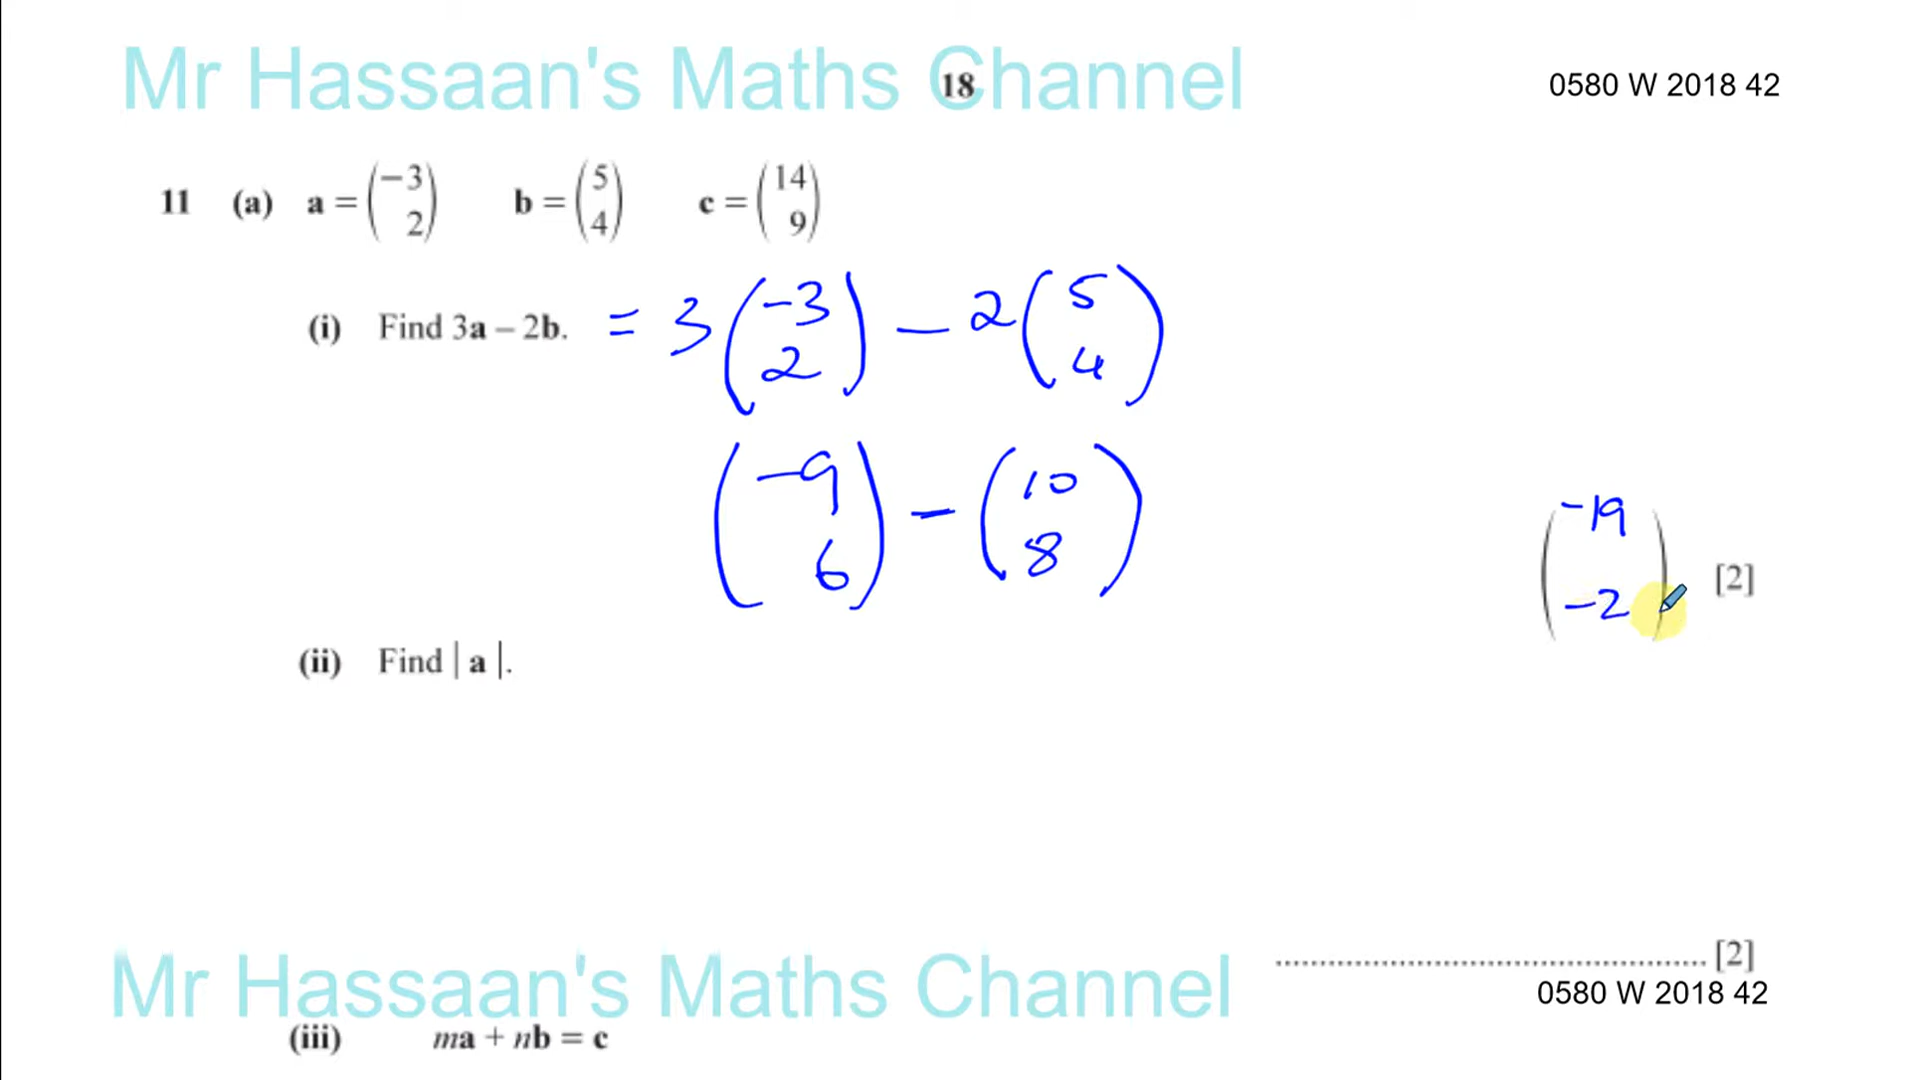 Mr Hassaan's Maths Channel
18
0580 W 2018 42
11 (a) a = (−3 2) b = (5 4) c = (14 9)
(i) Find 3a − 2b. = 3(−3 2) − 2(5 4)
(−9 6) − (10 8)
(−19 −2) [2]
(ii) Find | a |.
................................................ [2]
Mr Hassaan's Maths Channel
0580 W 2018 42
(iii) ma + nb = c